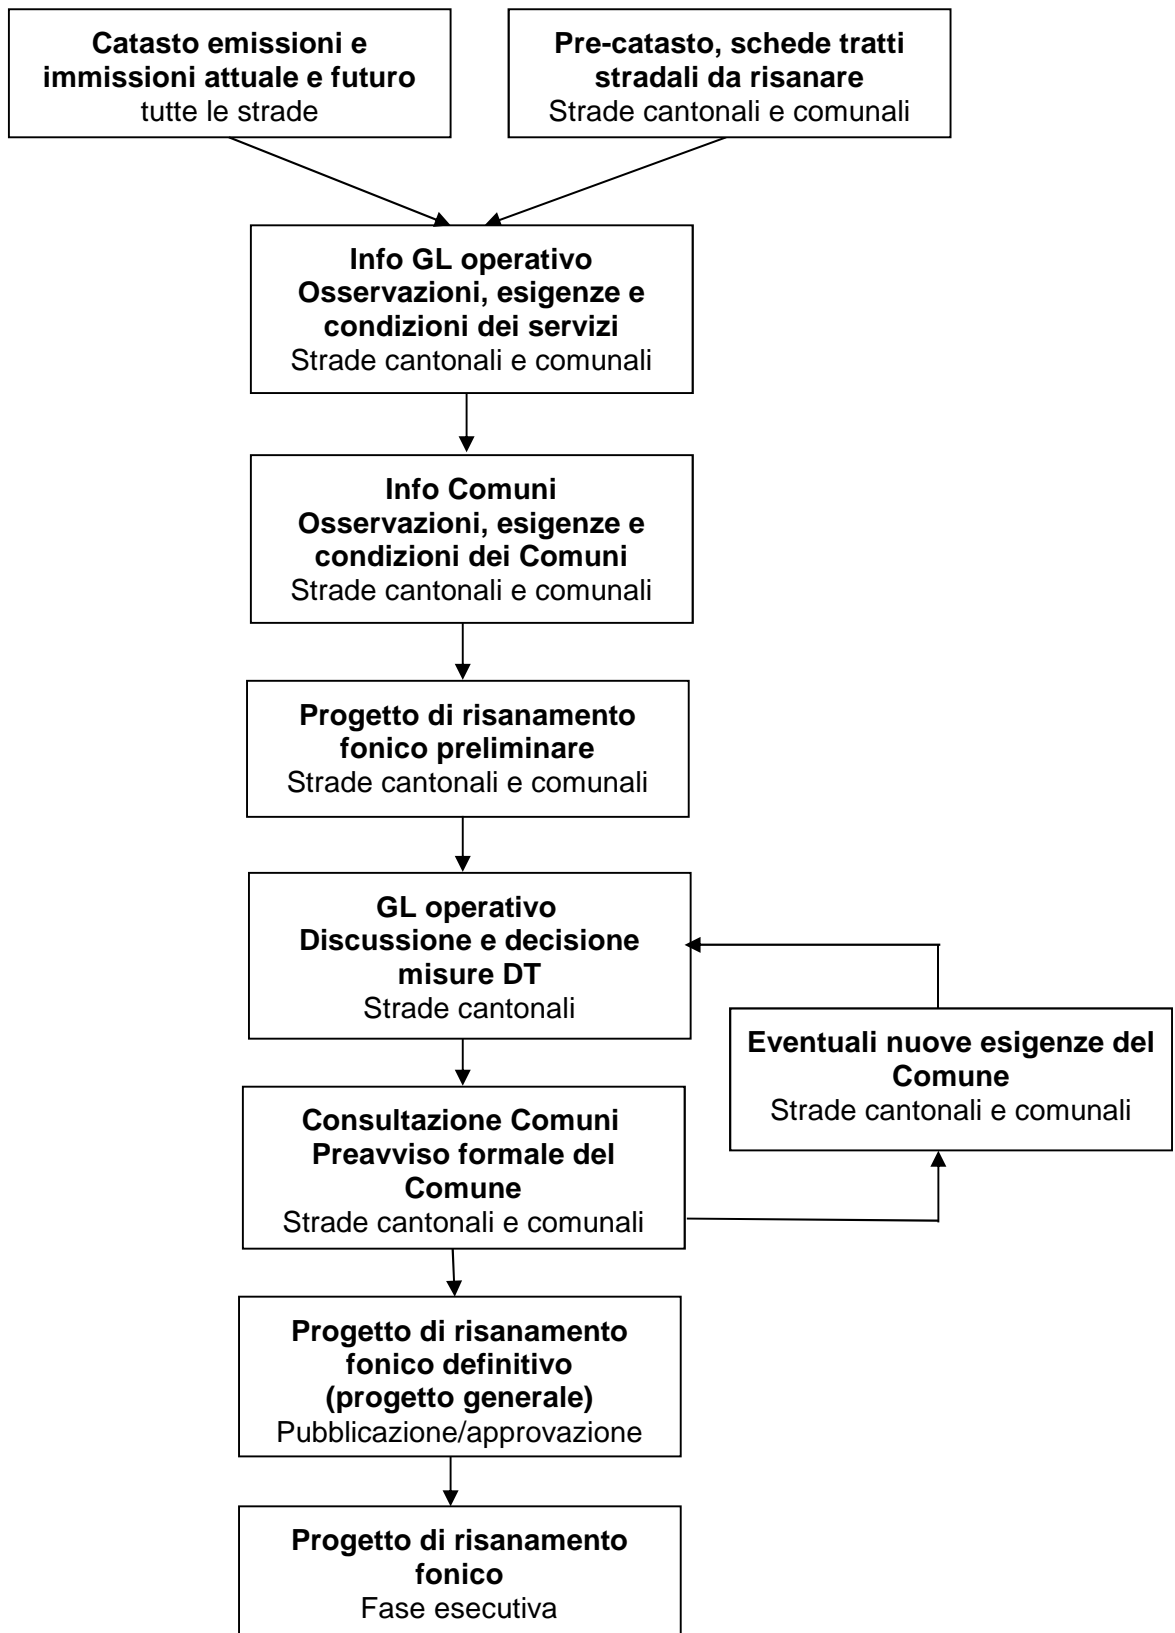 Catasto emissioni e
immissioni attuale e futuro
tutte le strade
Pre-catasto, schede tratti
stradali da risanare
Strade cantonali e comunali
Info GL operativo
Osservazioni, esigenze e
condizioni dei servizi
Strade cantonali e comunali
Info Comuni
Osservazioni, esigenze e
condizioni dei Comuni
Strade cantonali e comunali
Progetto di risanamento
fonico preliminare
Strade cantonali e comunali
GL operativo
Discussione e decisione
misure DT
Strade cantonali
Eventuali nuove esigenze del
Comune
Strade cantonali e comunali
Consultazione Comuni
Preavviso formale del
Comune
Strade cantonali e comunali
Progetto di risanamento
fonico definitivo
(progetto generale)
Pubblicazione/approvazione
Progetto di risanamento
fonico
Fase esecutiva